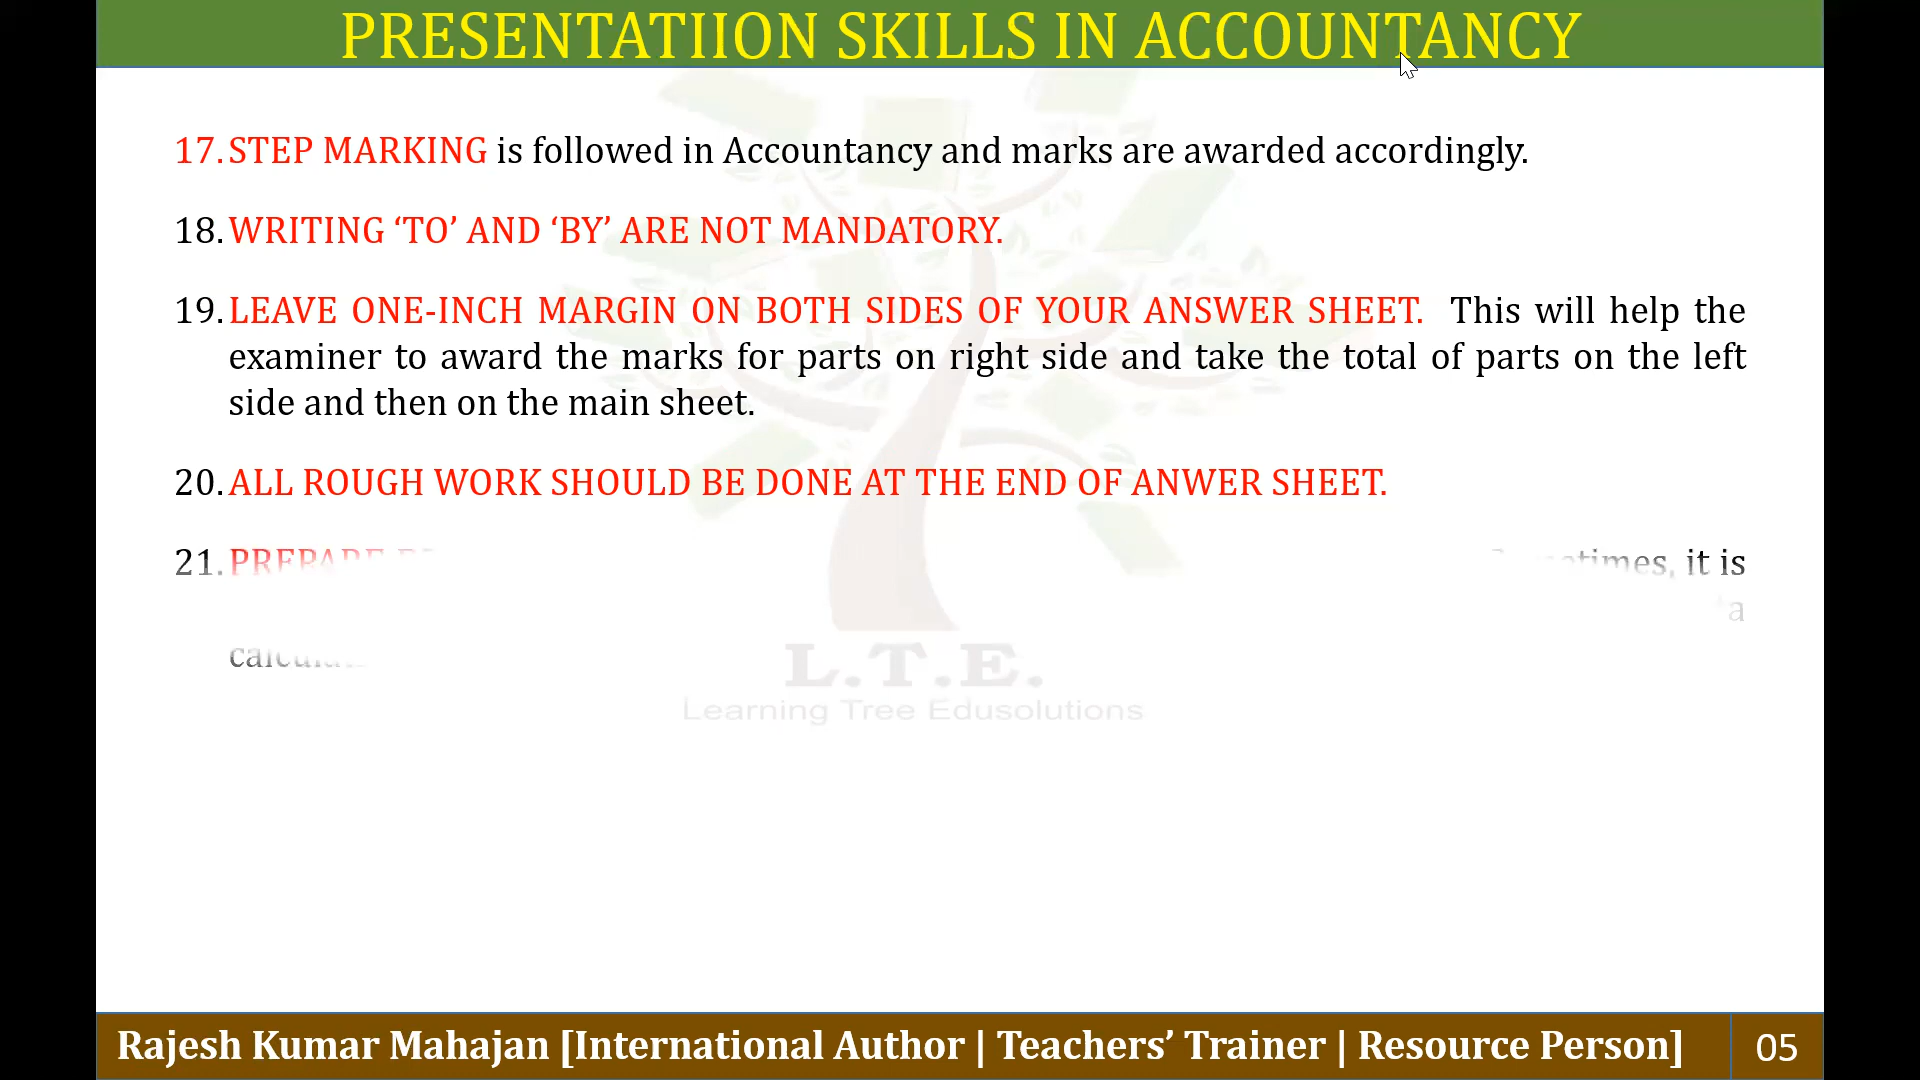 PRESENTATIION SKILLS IN ACCOUNTANCY
17. STEP MARKING is followed in Accountancy and marks are awarded accordingly.
18. WRITING ‘TO’ AND ‘BY’ ARE NOT MANDATORY.
19. LEAVE ONE-INCH MARGIN ON BOTH SIDES OF YOUR ANSWER SHEET. This will help the
examiner to award the marks for parts on right side and take the total of parts on the left
side and then on the main sheet.
20. ALL ROUGH WORK SHOULD BE DONE AT THE END OF ANWER SHEET.
21. PREPARE it is
a
L.T.E.
Learning Tree Edusolutions
Rajesh Kumar Mahajan [International Author | Teachers’ Trainer | Resource Person] 05